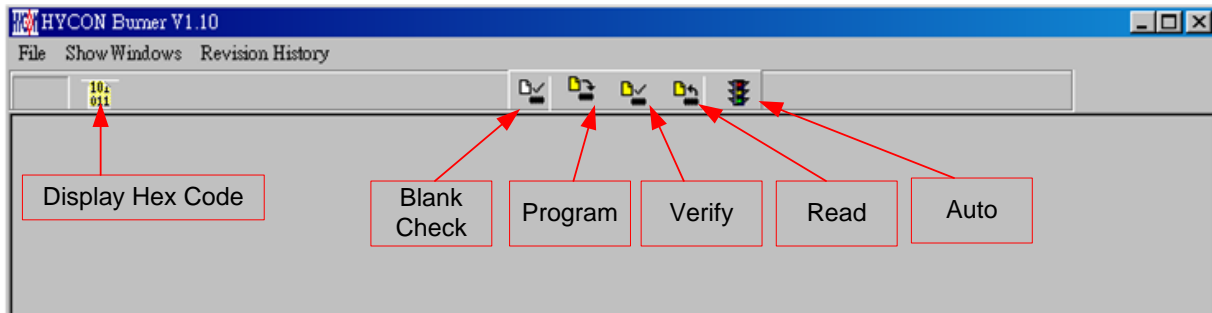 HYCON Burner V1.10
File Show Windows Revision History
101
011
Display Hex Code
Blank
Check
Program
Verify
Read
Auto